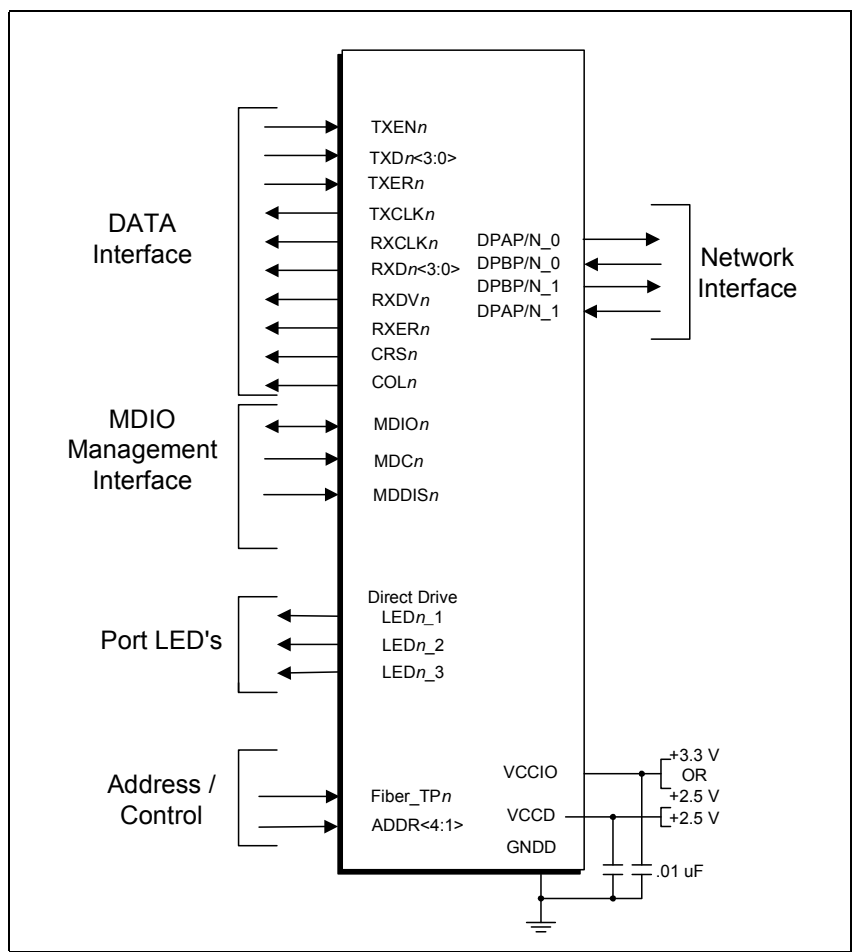 DATA
Interface
TXENn
TXDn<3:0>
TXERn
TXCLKn
RXCLKn
RXDn<3:0>
RXDVn
RXERn
CRSn
COLn
MDIO
Management
Interface
MDIOn
MDCn
MDDISn
Port LED's
Direct Drive
LEDn_1
LEDn_2
LEDn_3
Address /
Control
Fiber_TPn
ADDR<4:1>
DPAP/N_0
DPBP/N_0
DPBP/N_1
DPAP/N_1
Network
Interface
VCCIO
VCCD
GNDD
+3.3 V
OR
+2.5 V
+2.5 V
.01 uF